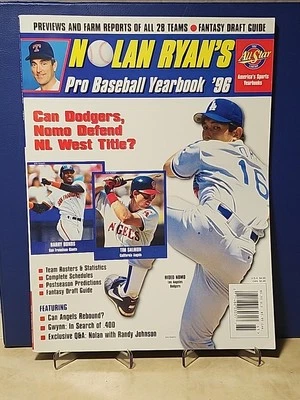 PREVIEWS AND FARM REPORTS OF ALL 28 TEAMS • FANTASY DRAFT GUIDE
NOLAN RYAN'S
Pro Baseball Yearbook '96
All Star
America's Sports
Yearbooks
Can Dodgers,
Nomo Defend
NL West Title?
16
ANGELS
BARRY BONDS
San Francisco Giants
TIM SALMON
California Angels
HIDEO NOMO
Los Angeles
Dodgers
• Team Rosters & Statistics
• Complete Schedules
• Postseason Predictions
• Fantasy Draft Guide
FEATURING
• Can Angels Rebound?
• Gwynn: In Search of .400
• Exclusive Q&A: Nolan with Randy Johnson